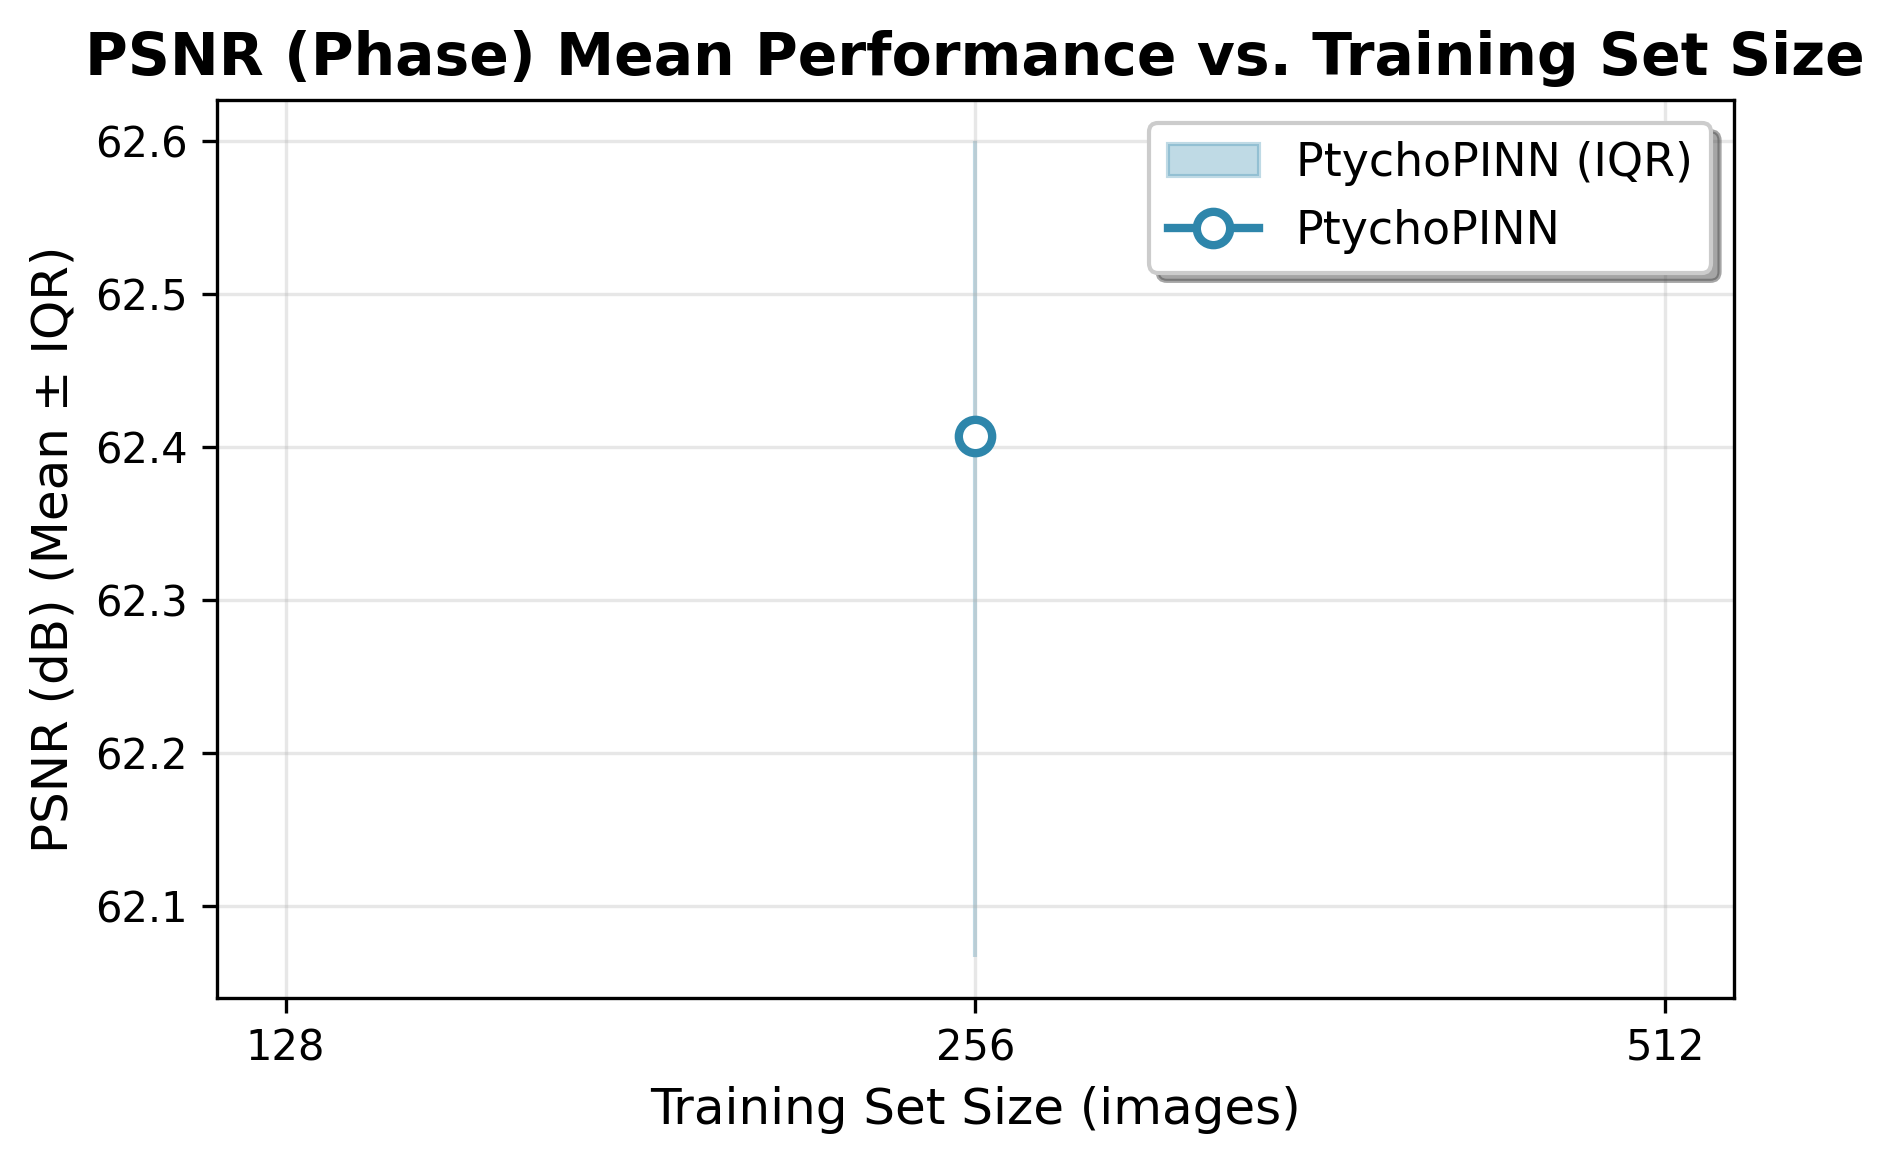 PSNR (Phase) Mean Performance vs. Training Set Size
PtychoPINN (IQR)
PtychoPINN
PSNR (dB) (Mean ± IQR)
62.6
62.5
62.4
62.3
62.2
62.1
128
256
512
Training Set Size (images)